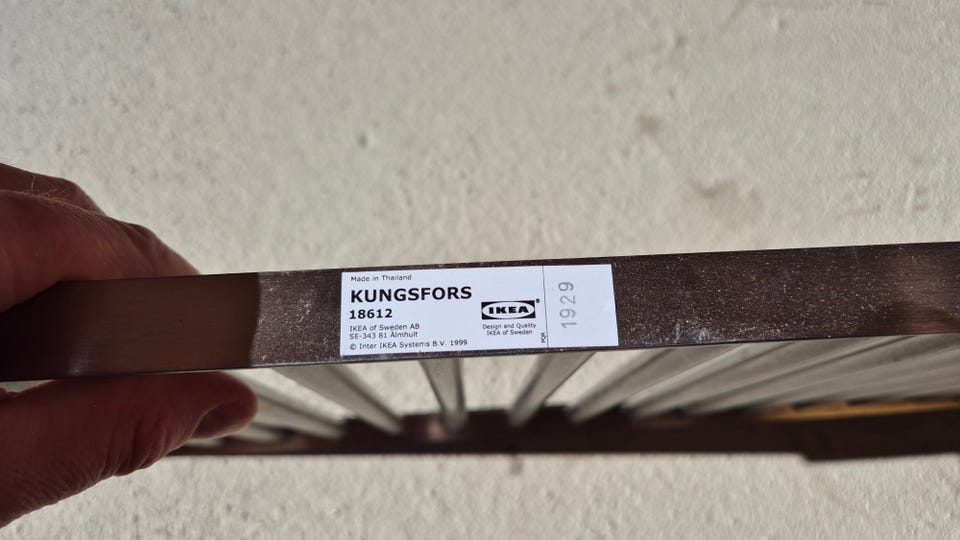 Made in Thailand
KUNGSFORS
18612
IKEA of Sweden AB
SE-343 81 Älmhult
© Inter IKEA Systems B.V. 1999
IKEA®
Design and Quality
IKEA of Sweden
PQR
1929